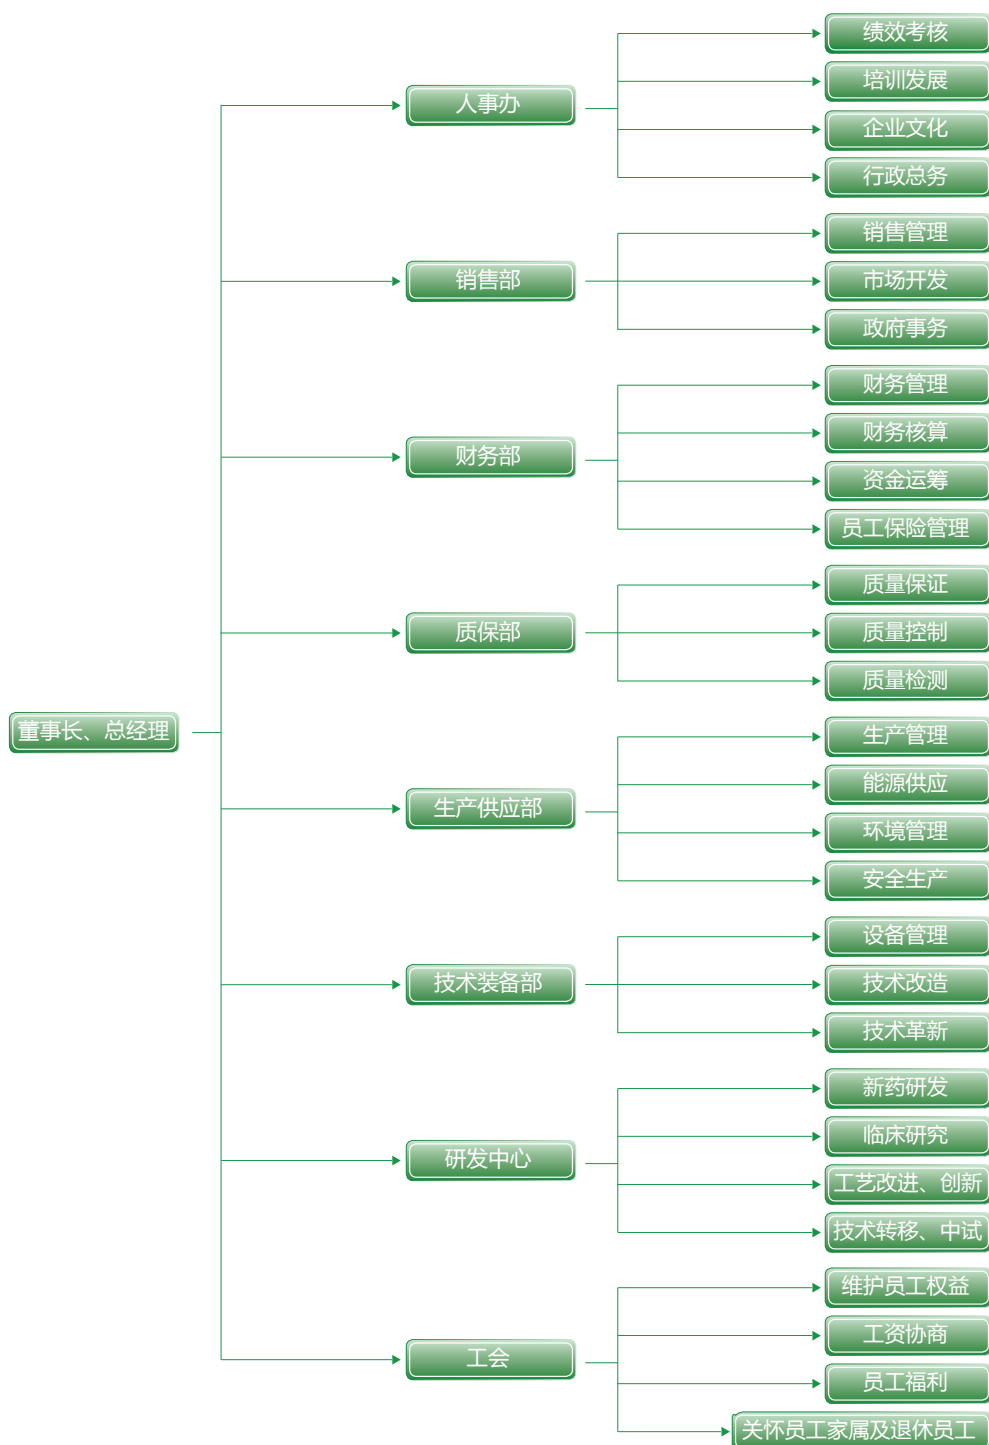 董事长、总经理
人事办
绩效考核
培训发展
企业文化
行政总务
销售部
销售管理
市场开发
政府事务
财务部
财务管理
财务核算
资金运筹
员工保险管理
质保部
质量保证
质量控制
质量检测
生产供应部
生产管理
能源供应
环境管理
安全生产
技术装备部
设备管理
技术改造
技术革新
研发中心
新药研发
临床研究
工艺改进、创新
技术转移、中试
工会
维护员工权益
工资协商
员工福利
关怀员工家属及退休员工